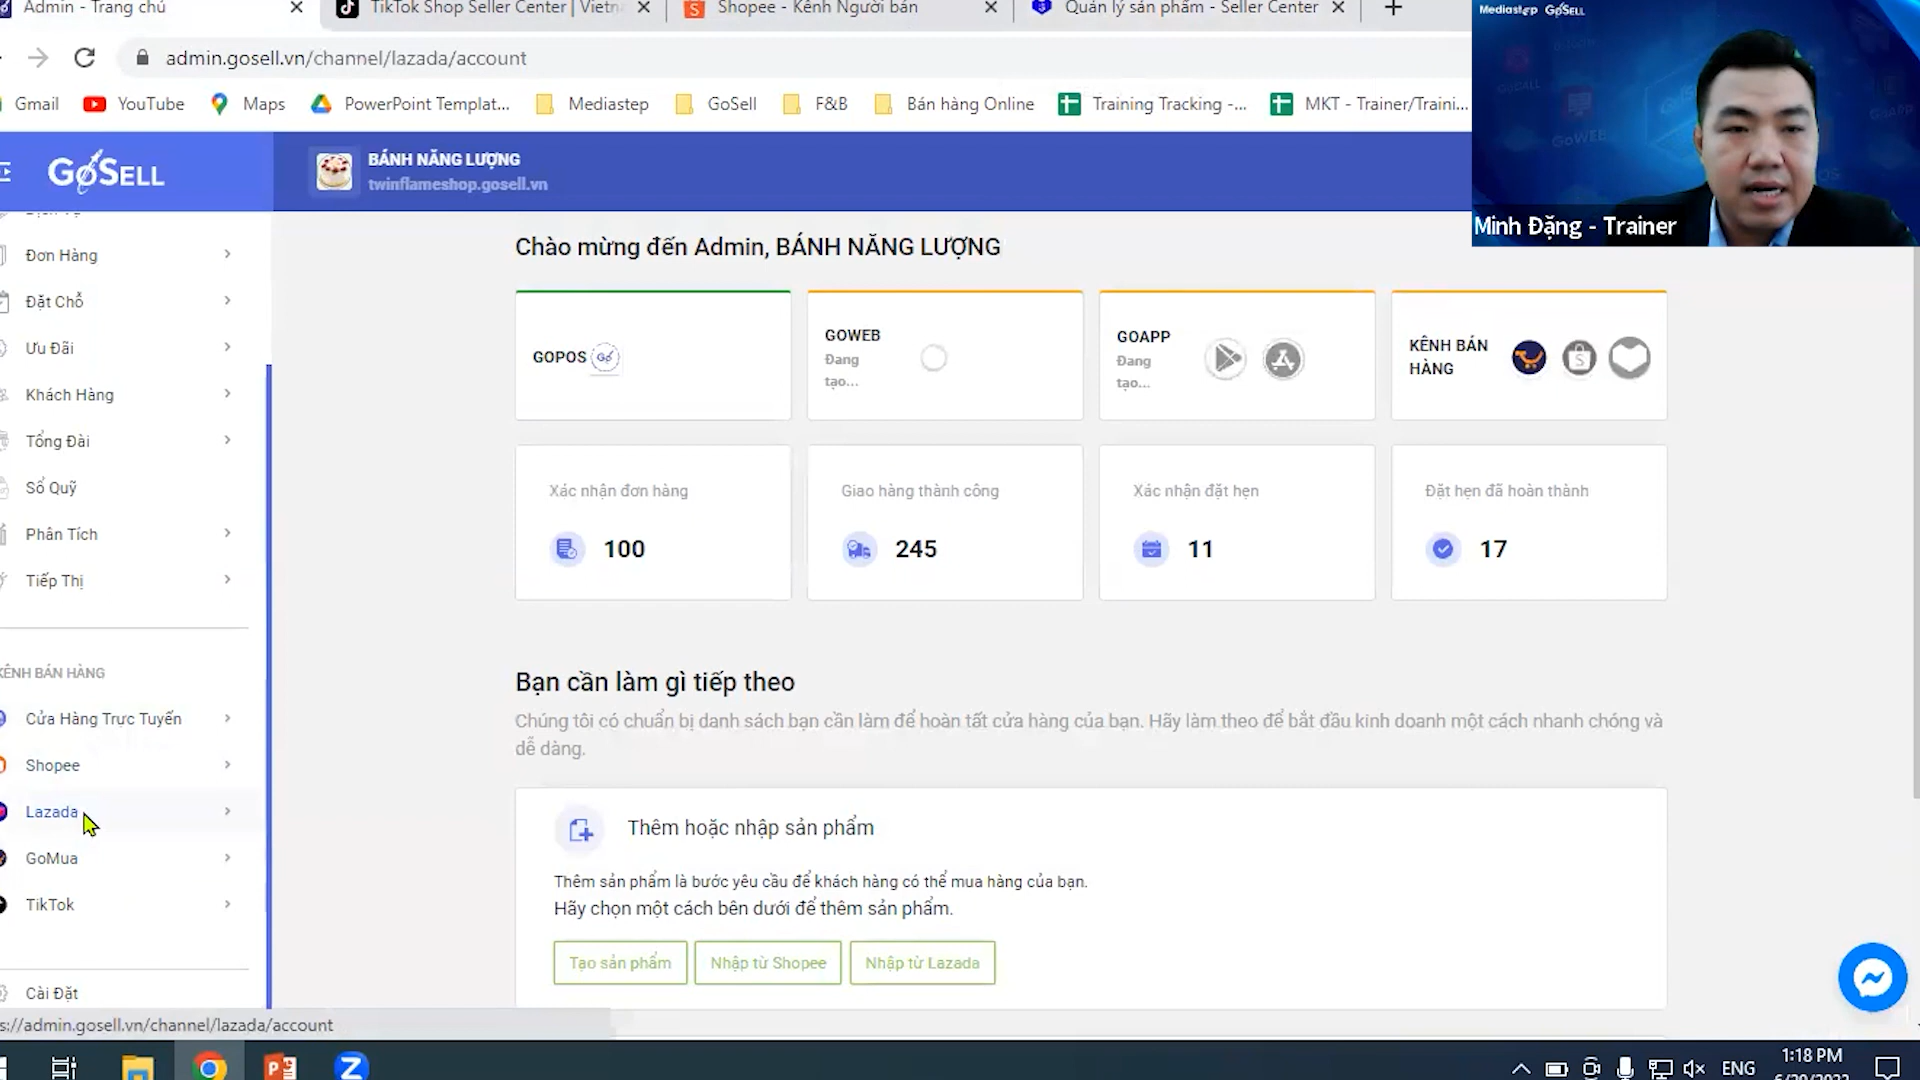 Admin - Trang chủ
TikTok Shop Seller Center | Vietn
Shopee - Kênh Người bán
Quản lý sản phẩm - Seller Center
admin.gosell.vn/channel/lazada/account
Gmail
YouTube
Maps
PowerPoint Templat...
Mediastep
GoSell
F&B
Bán hàng Online
Training Tracking -...
MKT - Trainer/Traini...
Mediastep GoSELL
Minh Đặng - Trainer
GoSELL
BÁNH NĂNG LƯỢNG
twinflameshop.gosell.vn
Đơn Hàng
Đặt Chỗ
Ưu Đãi
Khách Hàng
Tổng Đài
Sổ Quỹ
Phân Tích
Tiếp Thị
KÊNH BÁN HÀNG
Cửa Hàng Trực Tuyến
Shopee
Lazada
GoMua
TikTok
Cài Đặt
Chào mừng đến Admin, BÁNH NĂNG LƯỢNG
GOPOS
GOWEB
Đang
tạo...
GOAPP
Đang
tạo...
KÊNH BÁN
HÀNG
Xác nhận đơn hàng
100
Giao hàng thành công
245
Xác nhận đặt hẹn
11
Đặt hẹn đã hoàn thành
17
Bạn cần làm gì tiếp theo
Chúng tôi có chuẩn bị danh sách bạn cần làm để hoàn tất cửa hàng của bạn. Hãy làm theo để bắt đầu kinh doanh một cách nhanh chóng và
dễ dàng.
Thêm hoặc nhập sản phẩm
Thêm sản phẩm là bước yêu cầu để khách hàng có thể mua hàng của bạn.
Hãy chọn một cách bên dưới để thêm sản phẩm.
Tạo sản phẩm
Nhập từ Shopee
Nhập từ Lazada
s://admin.gosell.vn/channel/lazada/account
ENG
1:18 PM